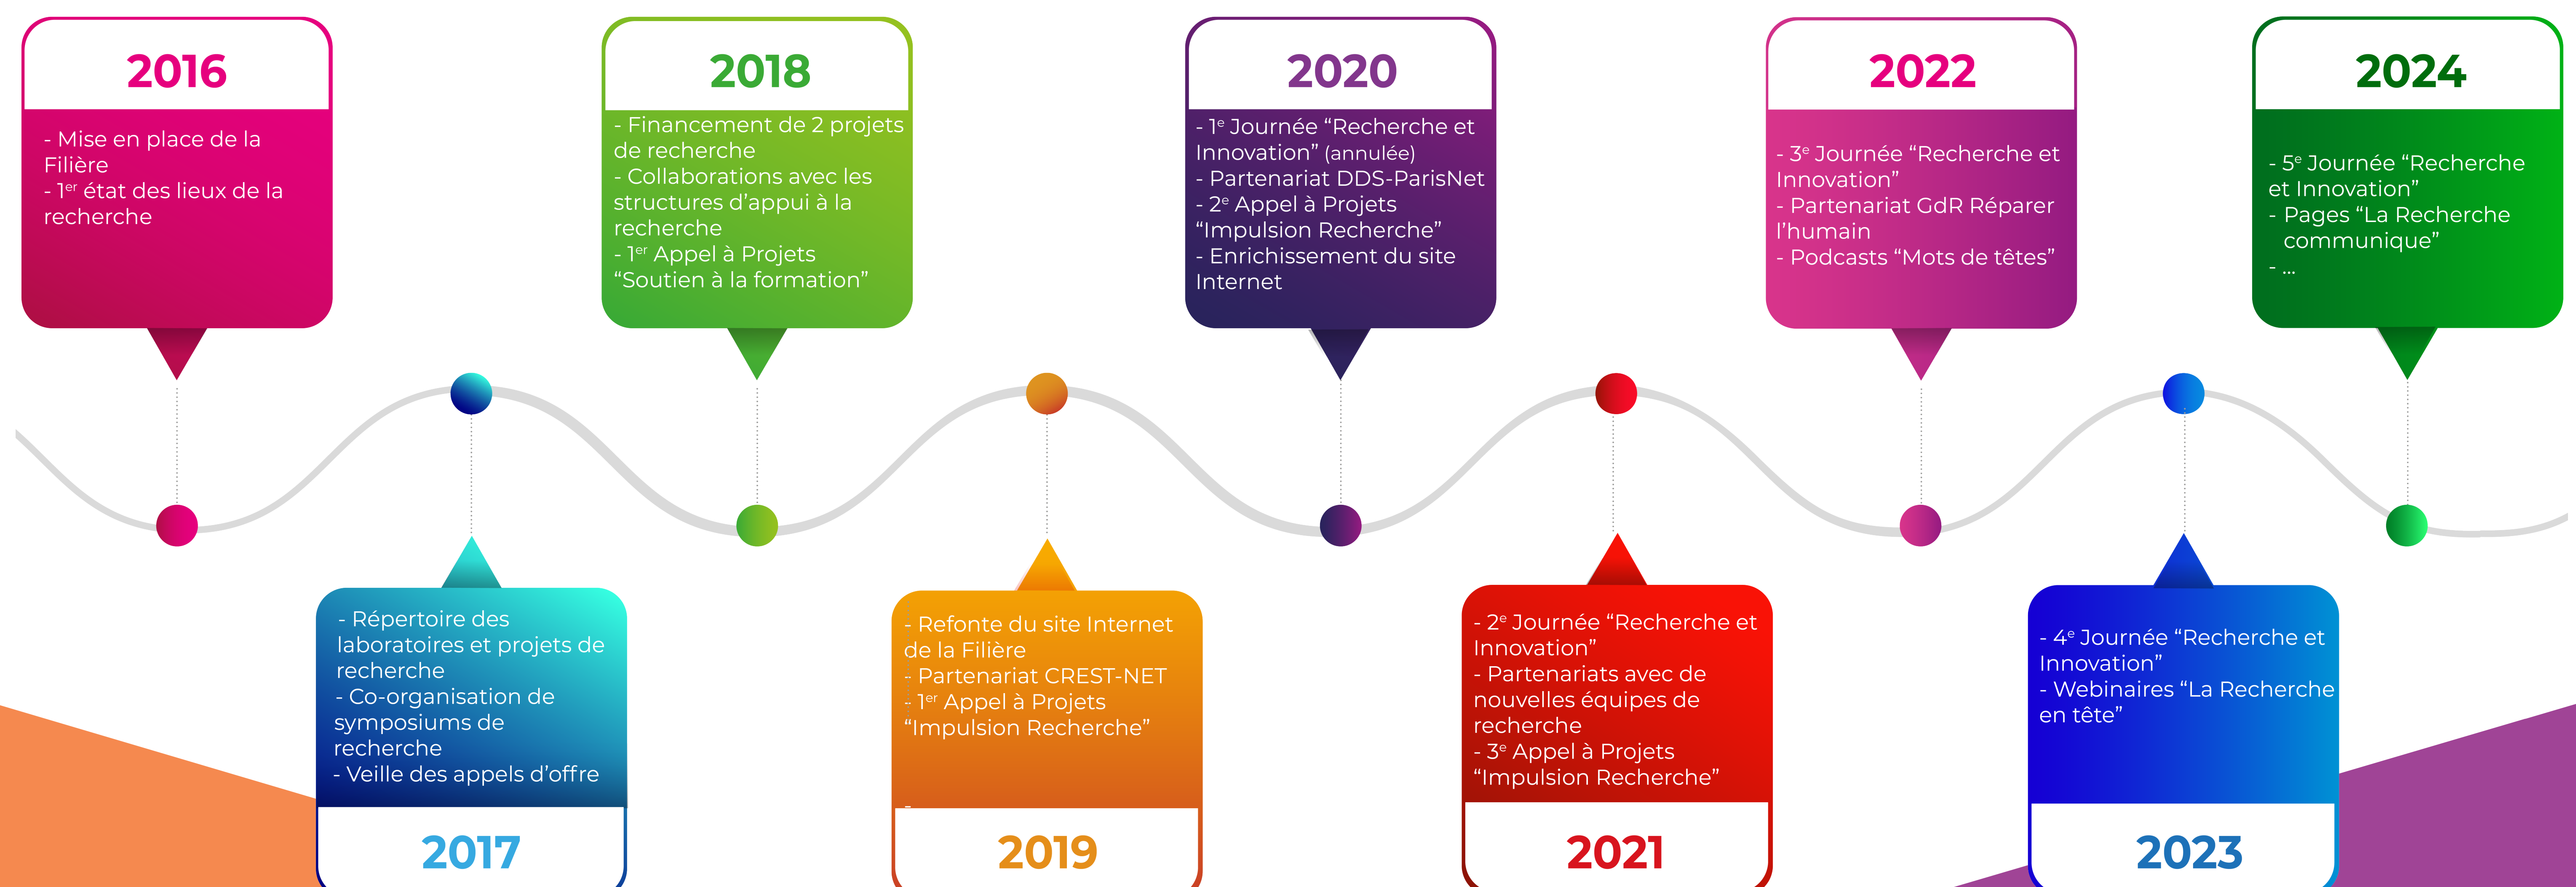 2016
- Mise en place de la
Filière
- 1er état des lieux de la
recherche
- Répertoire des
laboratoires et projets de
recherche
- Co-organisation de
symposiums de
recherche
- Veille des appels d’offre
2017
2018
- Financement de 2 projets
de recherche
- Collaborations avec les
structures d’appui à la
recherche
- 1er Appel à Projets
“Soutien à la formation”
- Refonte du site Internet
de la Filière
- Partenariat CREST-NET
- 1er Appel à Projets
“Impulsion Recherche”
-
2019
2020
- 1e Journée “Recherche et
Innovation” (annulée)
- Partenariat DDS-ParisNet
- 2e Appel à Projets
“Impulsion Recherche”
- Enrichissement du site
Internet
- 2e Journée “Recherche et
Innovation”
- Partenariats avec de
nouvelles équipes de
recherche
- 3e Appel à Projets
“Impulsion Recherche”
2021
2022
- 3e Journée “Recherche et
Innovation”
- Partenariat GdR Réparer
l’humain
- Podcasts “Mots de têtes”
- 4e Journée “Recherche et
Innovation”
- Webinaires “La Recherche
en tête”
2023
2024
- 5e Journée “Recherche
et Innovation”
- Pages “La Recherche
communique”
- ...